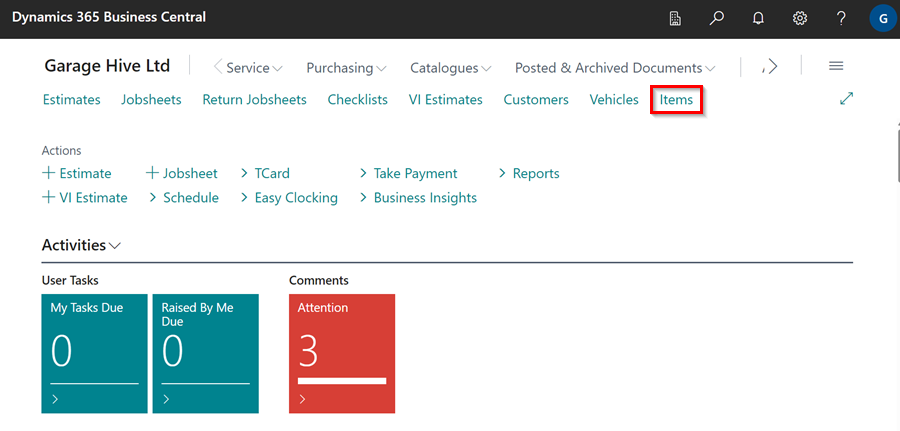 Dynamics 365 Business Central
?
G
Garage Hive Ltd
Service
Purchasing
Catalogues
Posted & Archived Documents
Estimates
Jobsheets
Return Jobsheets
Checklists
VI Estimates
Customers
Vehicles
Items
Actions
+ Estimate
+ Jobsheet
> TCard
> Take Payment
> Reports
+ VI Estimate
> Schedule
> Easy Clocking
> Business Insights
Activities
User Tasks
Comments
My Tasks Due
0
Raised By Me
Due
0
Attention
3